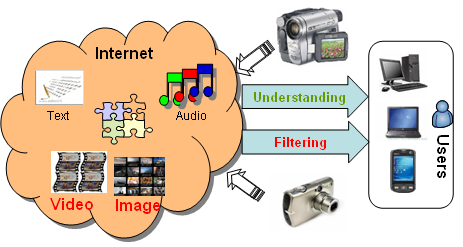 Internet
Text
Audio
Video
Image
Understanding
Filtering
Users